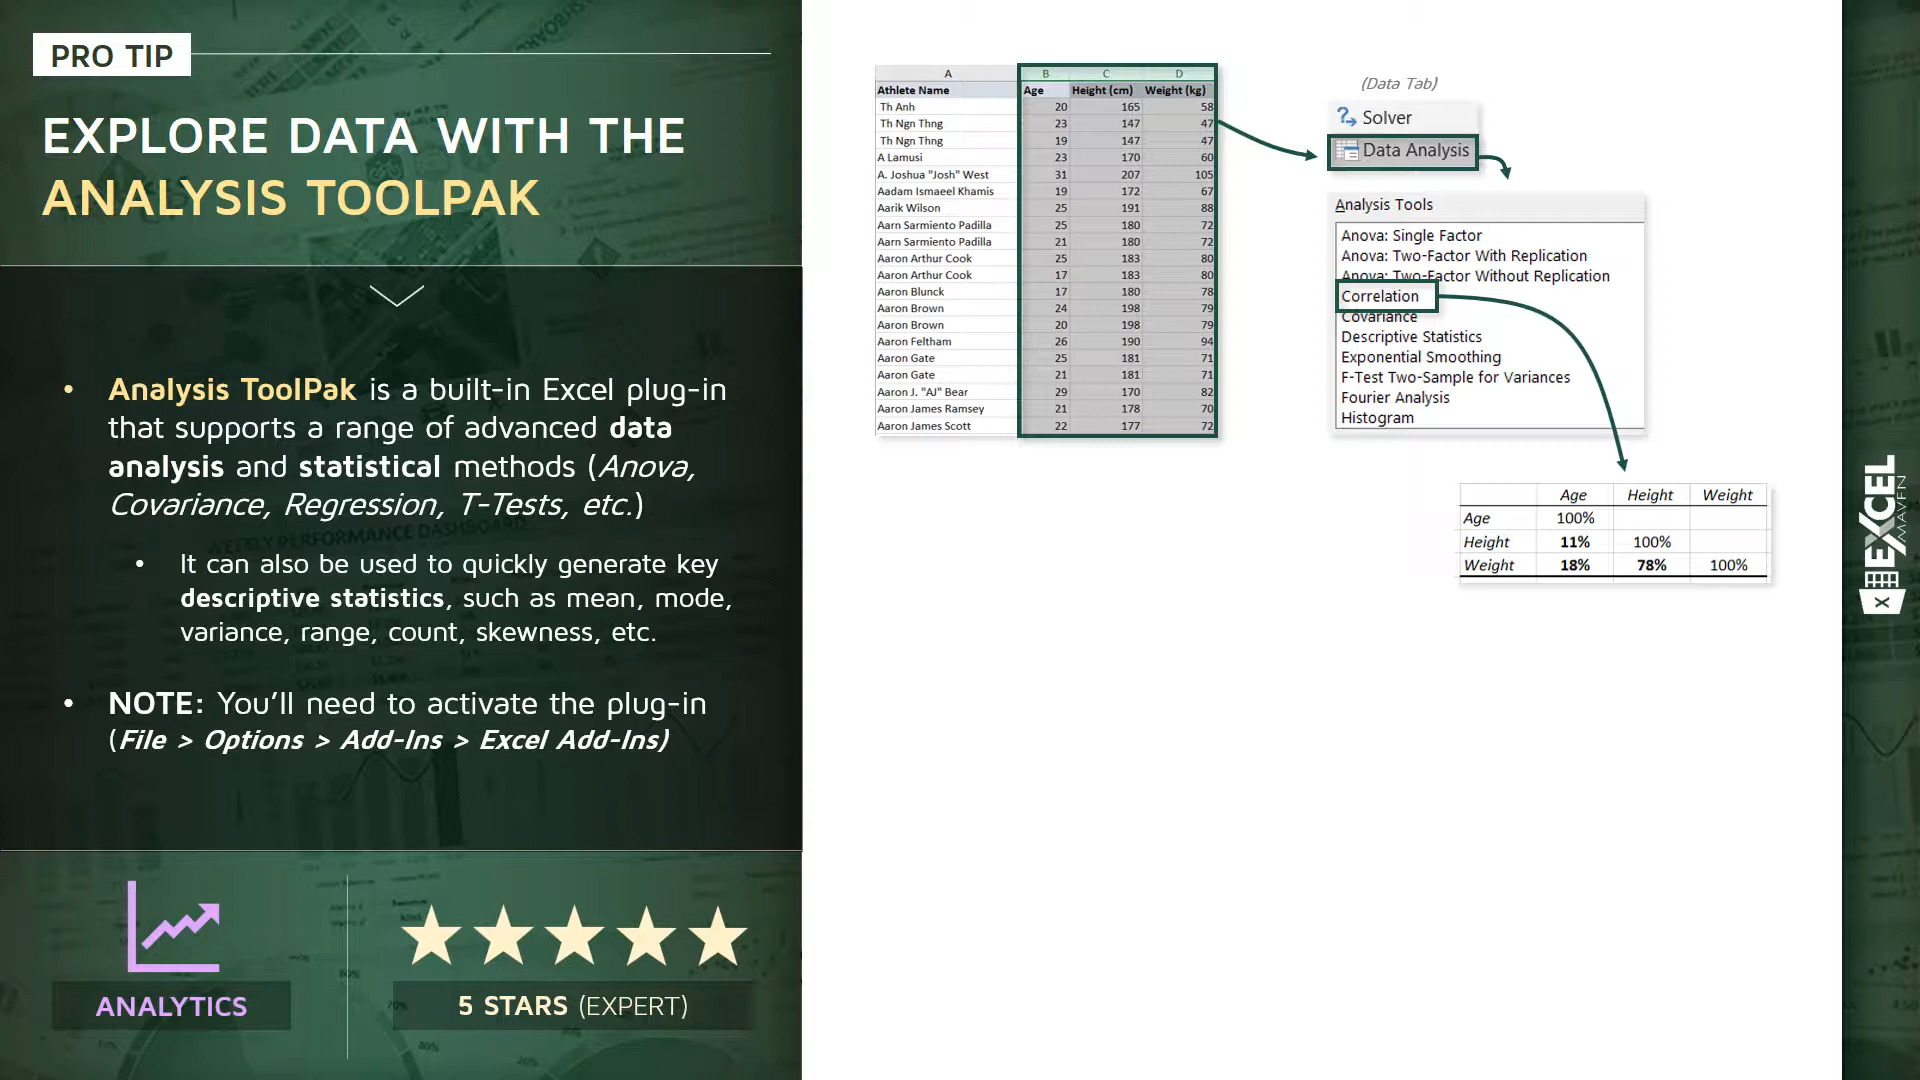 PRO TIP
EXPLORE DATA WITH THE
ANALYSIS TOOLPAK
• Analysis ToolPak is a built-in Excel plug-in
that supports a range of advanced data
analysis and statistical methods (Anova,
Covariance, Regression, T-Tests, etc.)
• It can also be used to quickly generate key
descriptive statistics, such as mean, mode,
variance, range, count, skewness, etc.
• NOTE: You'll need to activate the plug-in
(File > Options > Add-Ins > Excel Add-Ins)
ANALYTICS
5 STARS (EXPERT)
A B C D
Athlete Name Age Height (cm) Weight (kg)
Th Anh 20 165 58
Th Ngn Thng 23 147 47
Th Ngn Thng 19 147 47
A Lamusi 23 170 60
A. Joshua "Josh" West 31 207 105
Aadam Ismaeel Khamis 19 172 67
Aarik Wilson 25 191 88
Aarn Sarmiento Padilla 25 180 72
Aarn Sarmiento Padilla 21 180 72
Aaron Arthur Cook 25 183 80
Aaron Arthur Cook 17 183 80
Aaron Blunck 17 180 78
Aaron Brown 24 198 79
Aaron Brown 20 198 79
Aaron Feltham 26 190 94
Aaron Gate 25 181 71
Aaron Gate 21 181 71
Aaron J. "AJ" Bear 29 170 82
Aaron James Ramsey 21 178 70
Aaron James Scott 22 177 72
(Data Tab)
Solver
Data Analysis
Analysis Tools
Anova: Single Factor
Anova: Two-Factor With Replication
Anova: Two-Factor Without Replication
Correlation
Covariance
Descriptive Statistics
Exponential Smoothing
F-Test Two-Sample for Variances
Fourier Analysis
Histogram
Age Height Weight
Age 100%
Height 11% 100%
Weight 18% 78% 100%
EXCEL
MAVEN
X